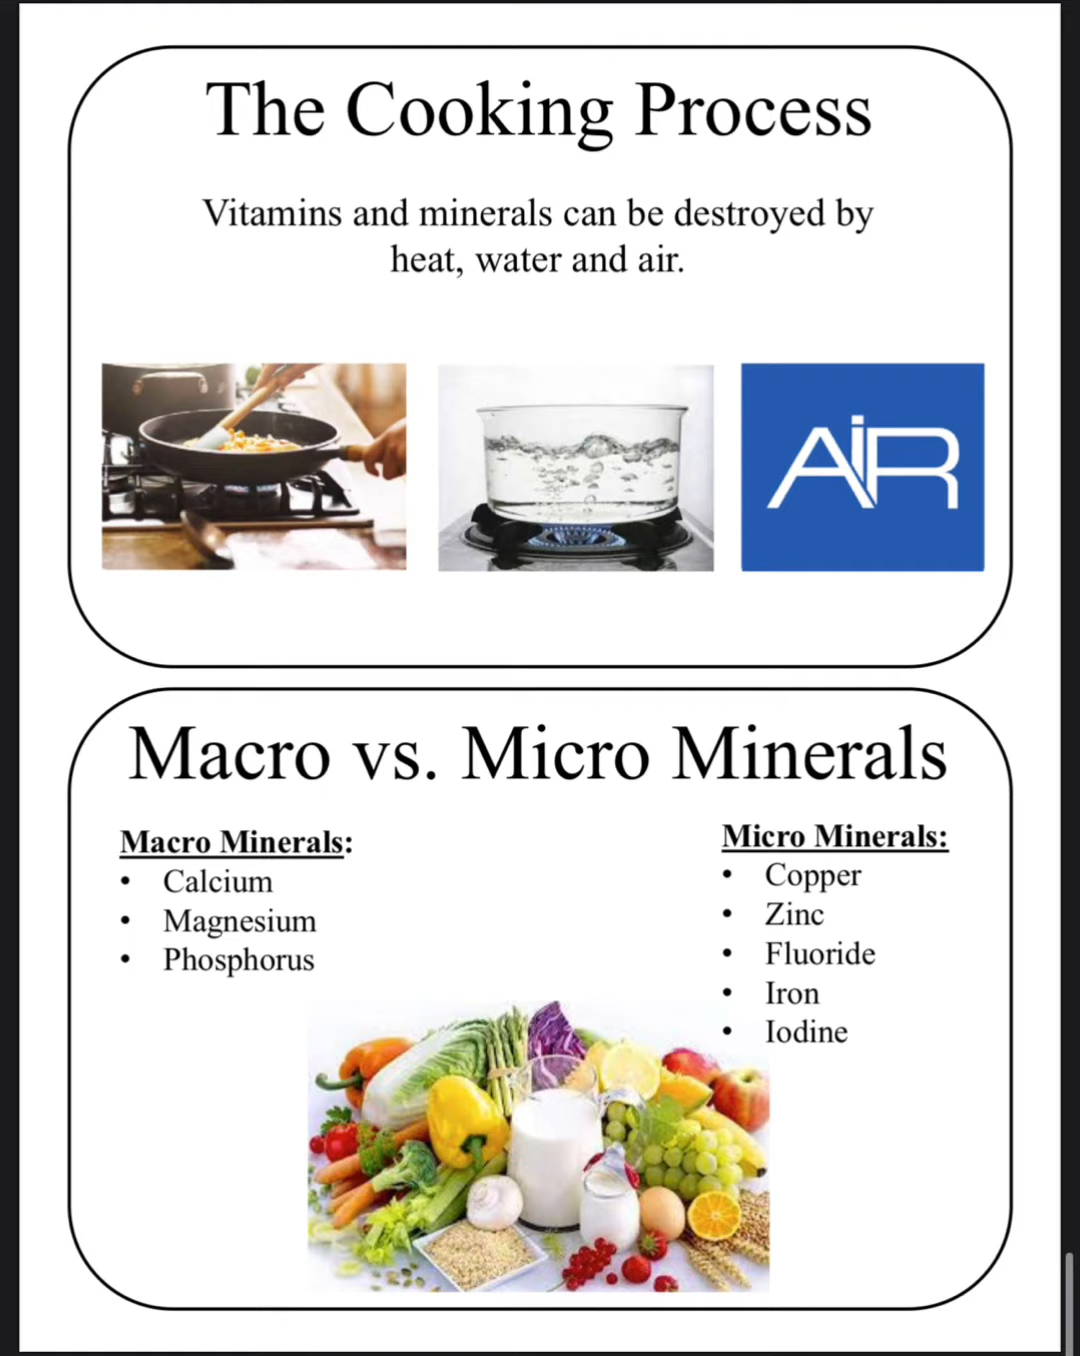 The Cooking Process
Vitamins and minerals can be destroyed by
heat, water and air.
AiR
Macro vs. Micro Minerals
Macro Minerals:
• Calcium
• Magnesium
• Phosphorus
Micro Minerals:
• Copper
• Zinc
• Fluoride
• Iron
• Iodine